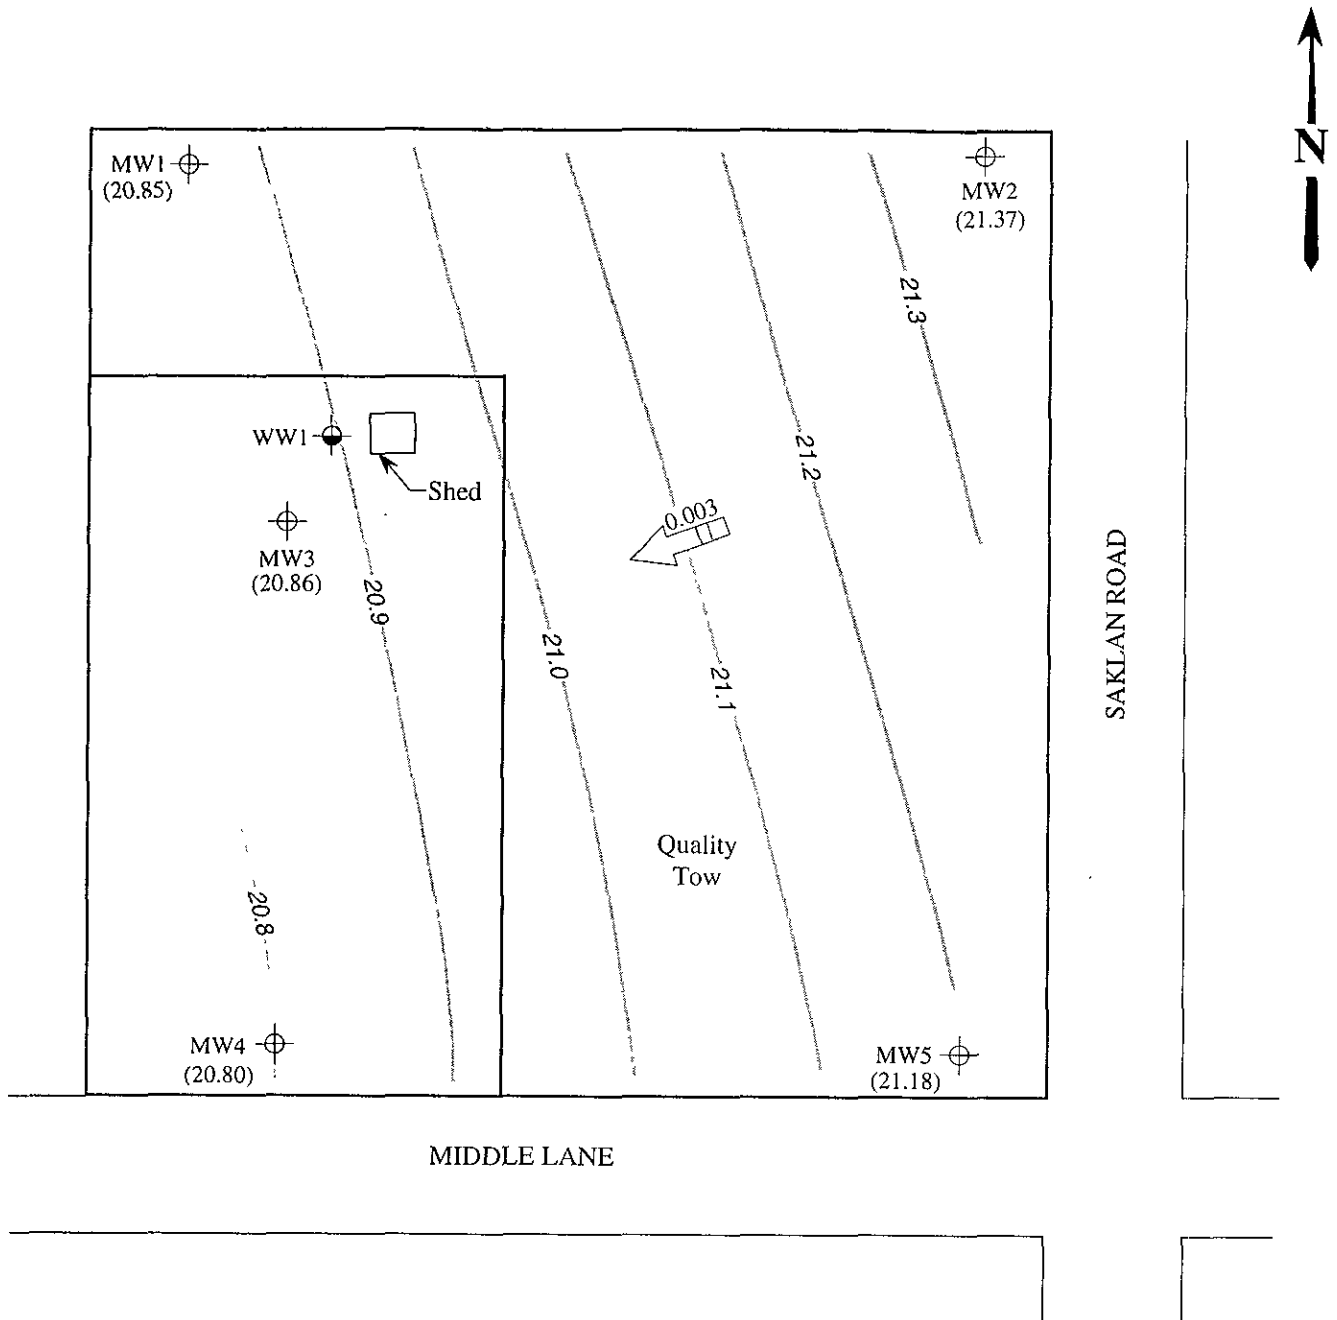 N
MW1
(20.85)
MW2
(21.37)
21.3
WW1
Shed
21.2
0.003
MW3
(20.86)
20.9
21.0
21.1
SAKLAN ROAD
Quality
Tow
20.8
MW4
(20.80)
MW5
(21.18)
MIDDLE LANE